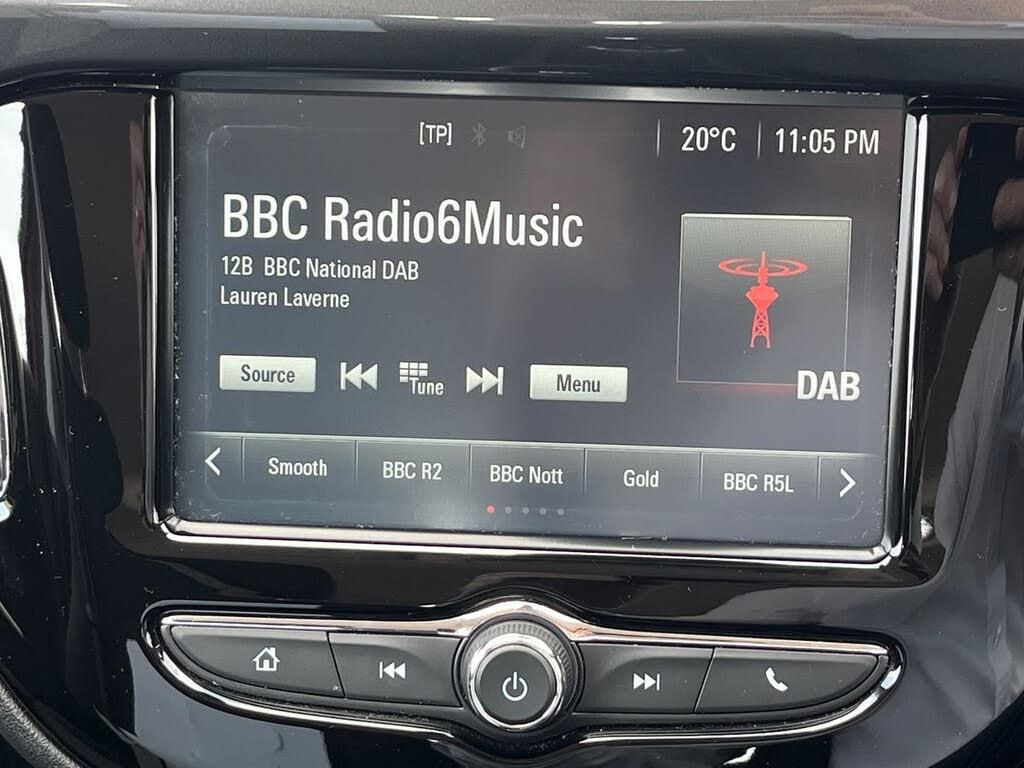 [TP] 20°C 11:05 PM
BBC Radio6Music
12B BBC National DAB
Lauren Laverne
Source Tune Menu
DAB
Smooth BBC R2 BBC Nott Gold BBC R5L